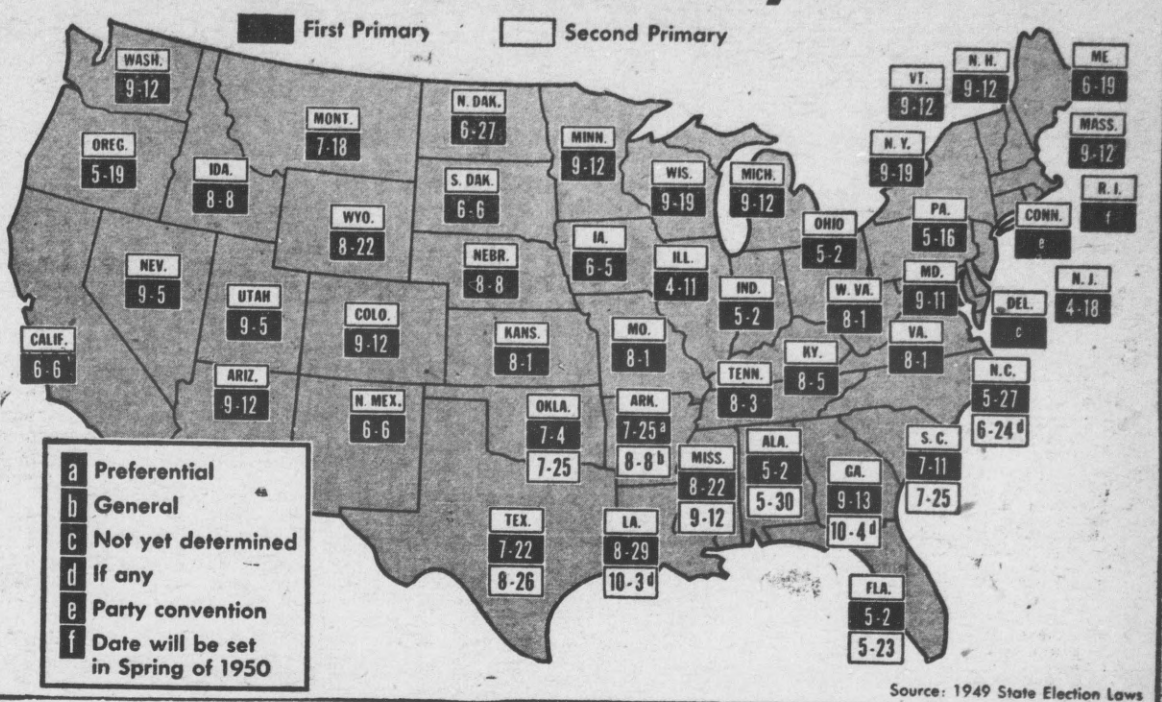 First Primary
Second Primary
WASH.
9-12
OREG.
5-19
CALIF.
6-6
IDA.
8-8
NEV.
9-5
MONT.
7-18
WYO.
8-22
UTAH
9-5
ARIZ.
9-12
COLO.
9-12
N. MEX.
6-6
N. DAK.
6-27
S. DAK.
6-6
NEBR.
8-8
KANS.
8-1
OKLA.
7-4
7-25
TEX.
7-22
8-26
MINN.
9-12
IA.
6-5
MO.
8-1
ARK.
7-25 a
8-8 b
LA.
8-29
10-3 d
WIS.
9-19
ILL.
4-11
MISS.
8-22
9-12
MICH.
9-12
IND.
5-2
TENN.
8-3
ALA.
5-2
5-30
OHIO
5-2
KY.
8-5
GA.
9-13
10-4 d
FLA.
5-2
5-23
W. VA.
8-1
VA.
8-1
S. C.
7-11
7-25
N.C.
5-27
6-24 d
PA.
5-16
MD.
9-11
DEL.
c
N. J.
4-18
N. Y.
9-19
CONN.
e
R. I.
f
MASS.
9-12
VT.
9-12
N. H.
9-12
ME
6-19
a Preferential
b General
c Not yet determined
d If any
e Party convention
f Date will be set
in Spring of 1950
Source: 1949 State Election Laws